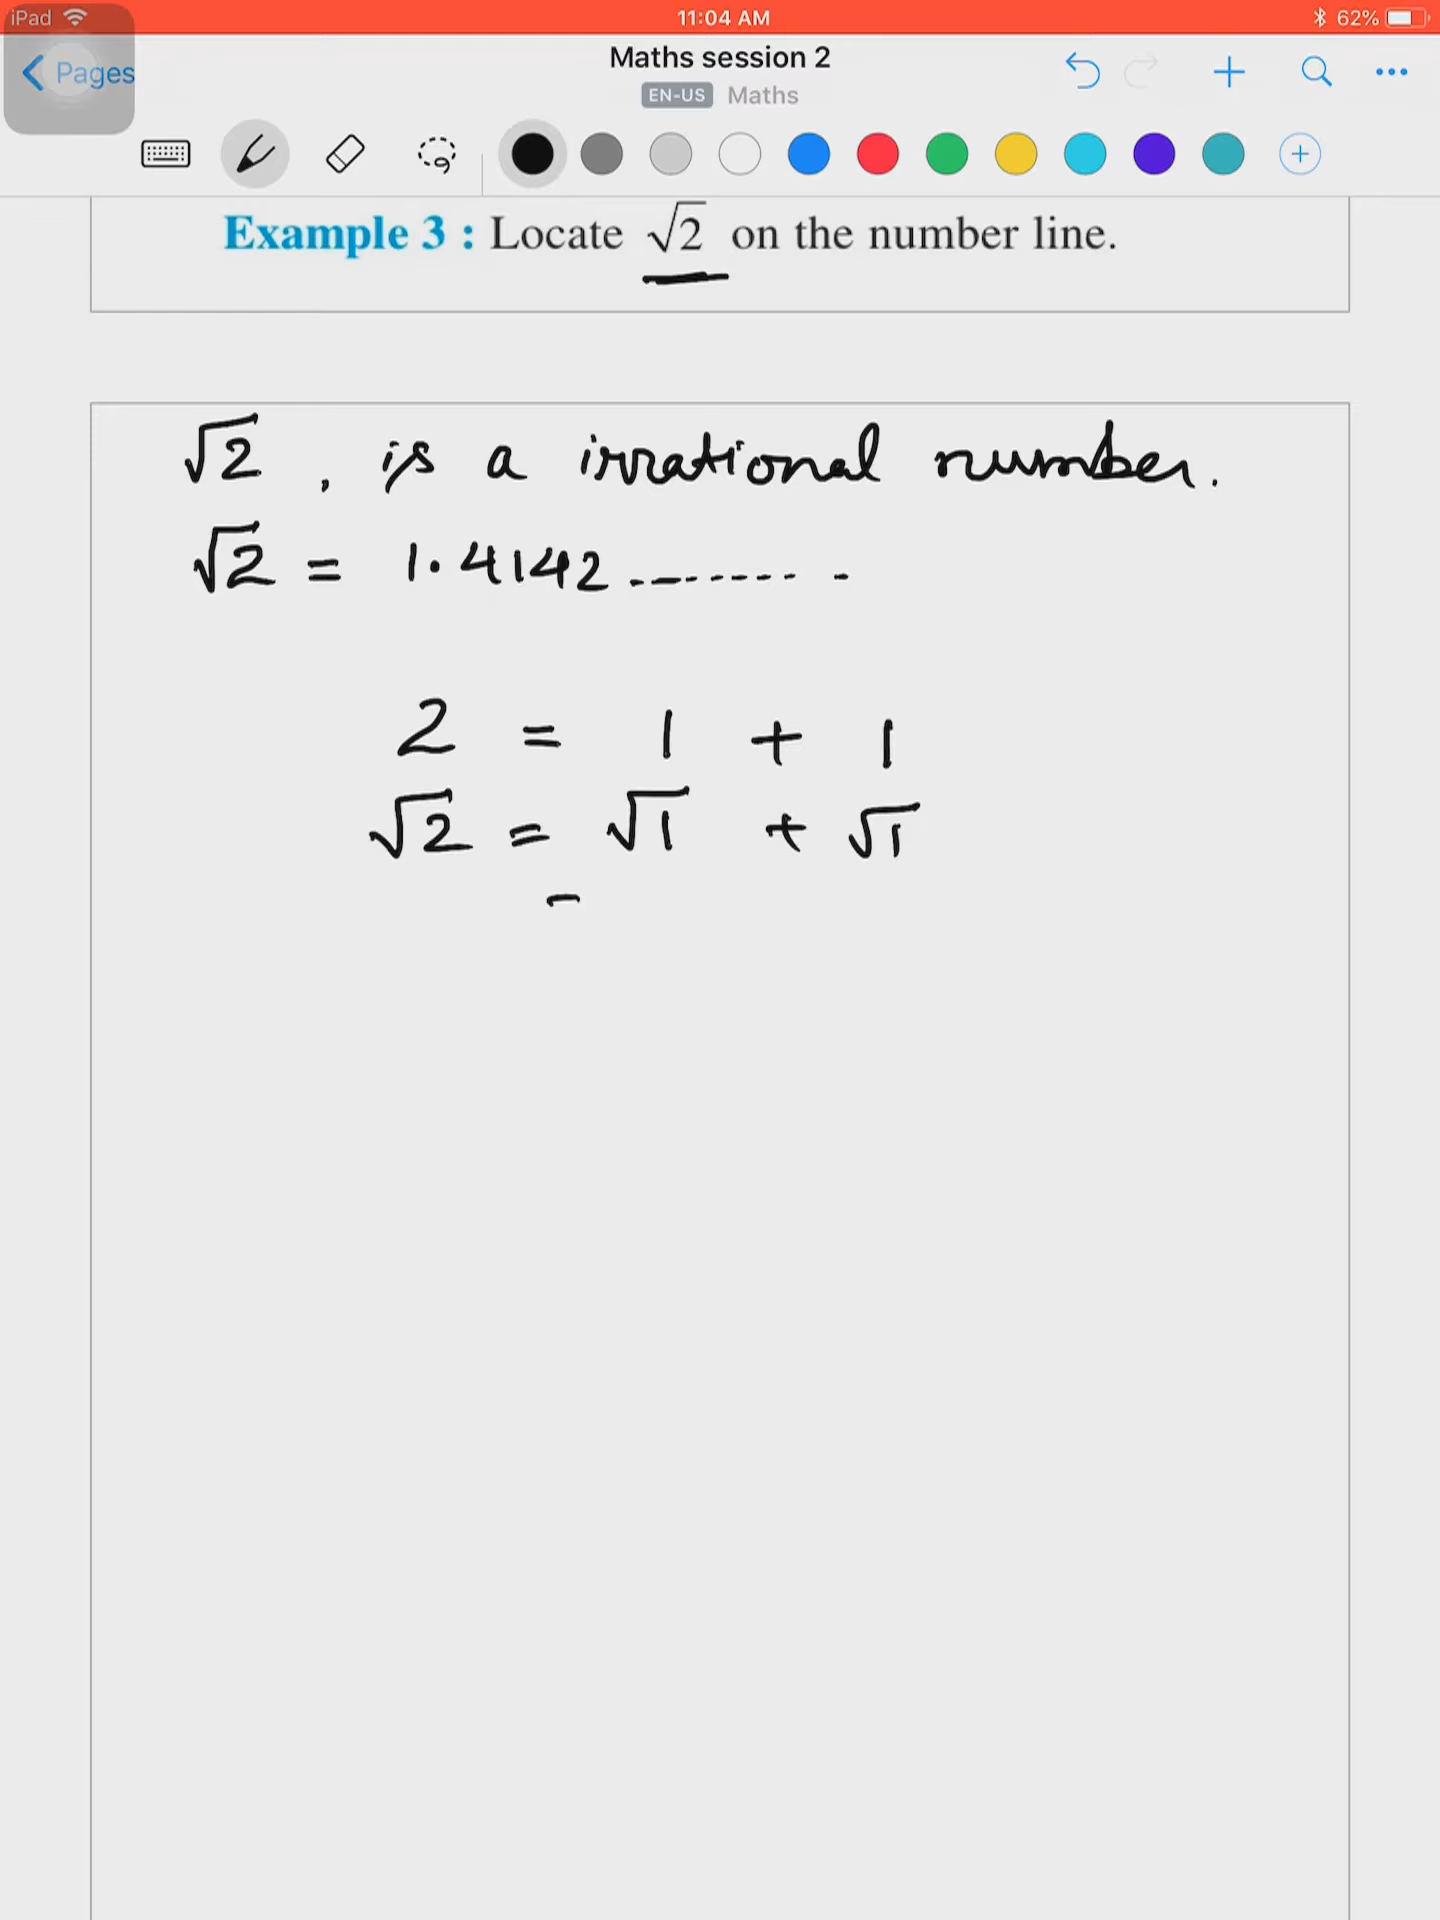 iPad 11:04 AM 62%
Pages Maths session 2
EN-US Maths
Example 3 : Locate √2 on the number line.
√2 , is a irrational number.
√2 = 1.4142 --------- -
2 = 1 + 1
√2 = √1 + √1
-